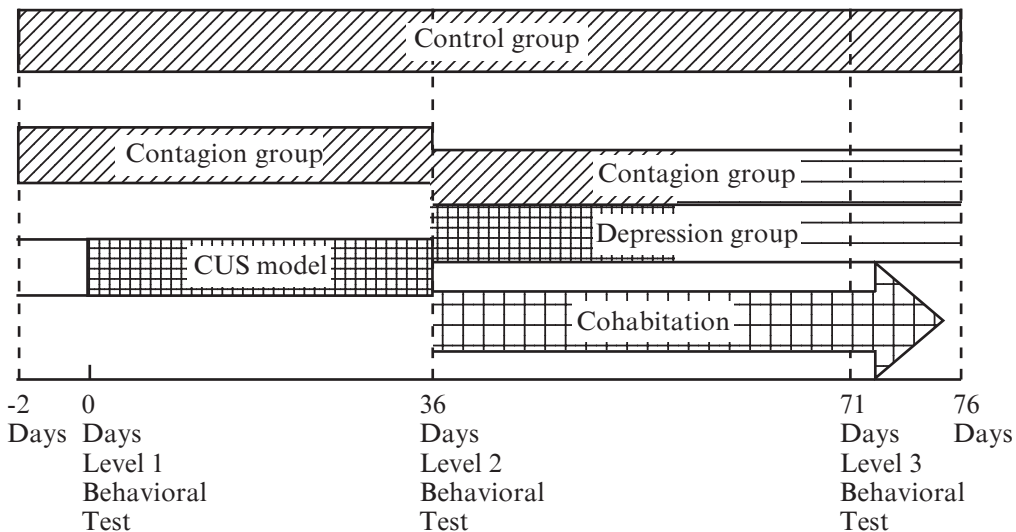 Control group
Contagion group
Contagion group
Depression group
CUS model
Cohabitation
-2
Days
0
Days
Level 1
Behavioral
Test
36
Days
Level 2
Behavioral
Test
71
Days
Level 3
Behavioral
Test
76
Days